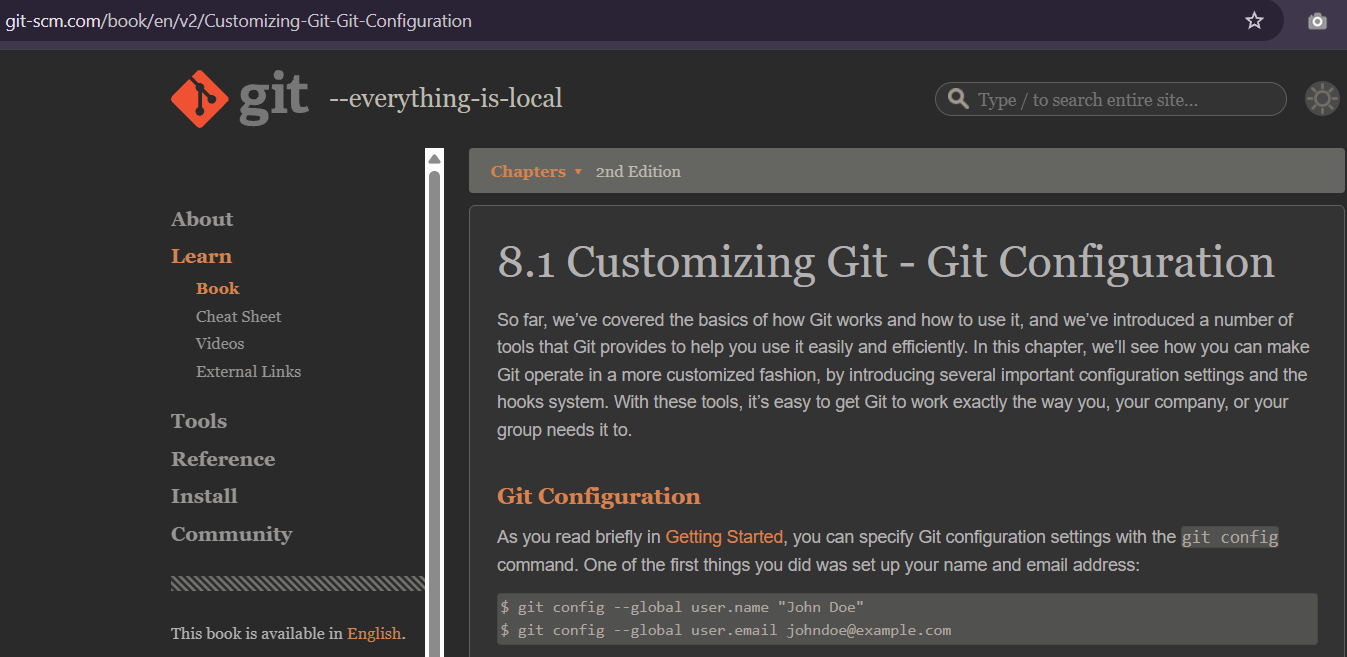 git-scm.com/book/en/v2/Customizing-Git-Git-Configuration
git --everything-is-local
Type / to search entire site...
About
Learn
Book
Cheat Sheet
Videos
External Links
Tools
Reference
Install
Community
This book is available in English.
Chapters ▾ 2nd Edition
8.1 Customizing Git - Git Configuration
So far, we’ve covered the basics of how Git works and how to use it, and we’ve introduced a number of
tools that Git provides to help you use it easily and efficiently. In this chapter, we’ll see how you can make
Git operate in a more customized fashion, by introducing several important configuration settings and the
hooks system. With these tools, it’s easy to get Git to work exactly the way you, your company, or your
group needs it to.
Git Configuration
As you read briefly in Getting Started, you can specify Git configuration settings with the git config
command. One of the first things you did was set up your name and email address:
$ git config --global user.name "John Doe"
$ git config --global user.email johndoe@example.com